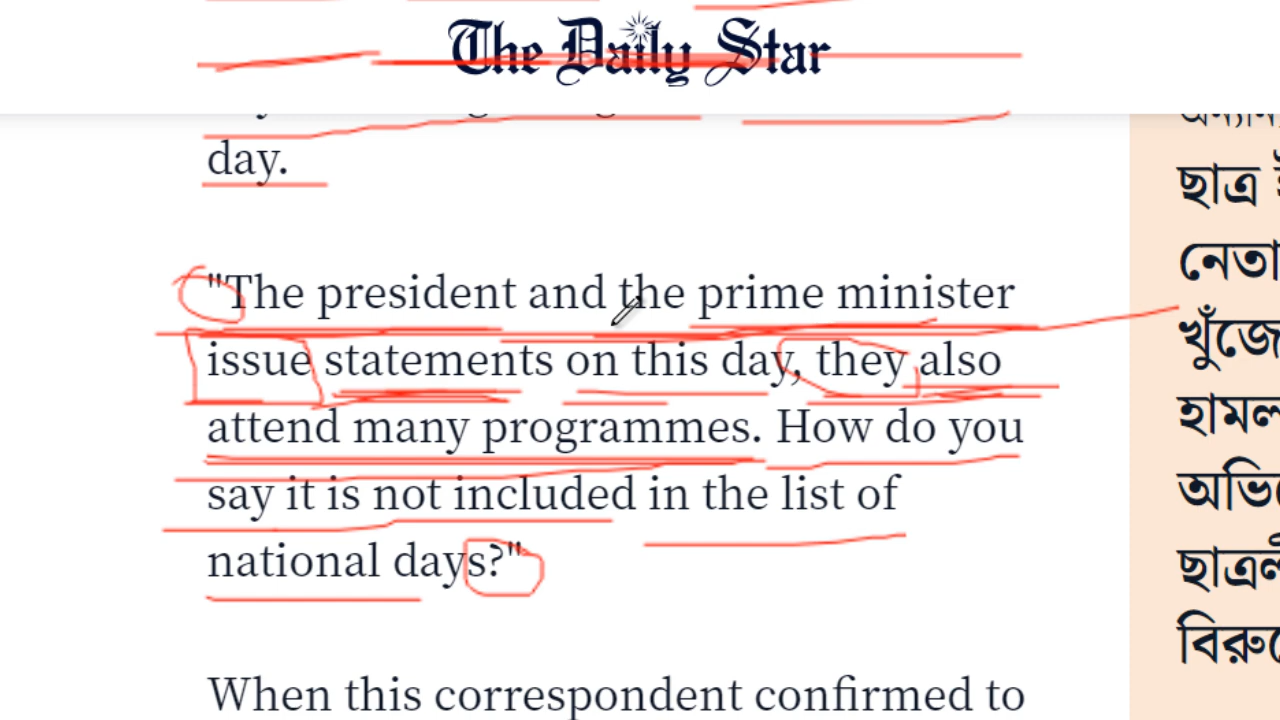 The Daily Star
day.
"The president and the prime minister
issue statements on this day, they also
attend many programmes. How do you
say it is not included in the list of
national days?"
When this correspondent confirmed to
ছাত্র
নেতা
খুঁজে
হামল
অভি
ছাত্রল
বিরু